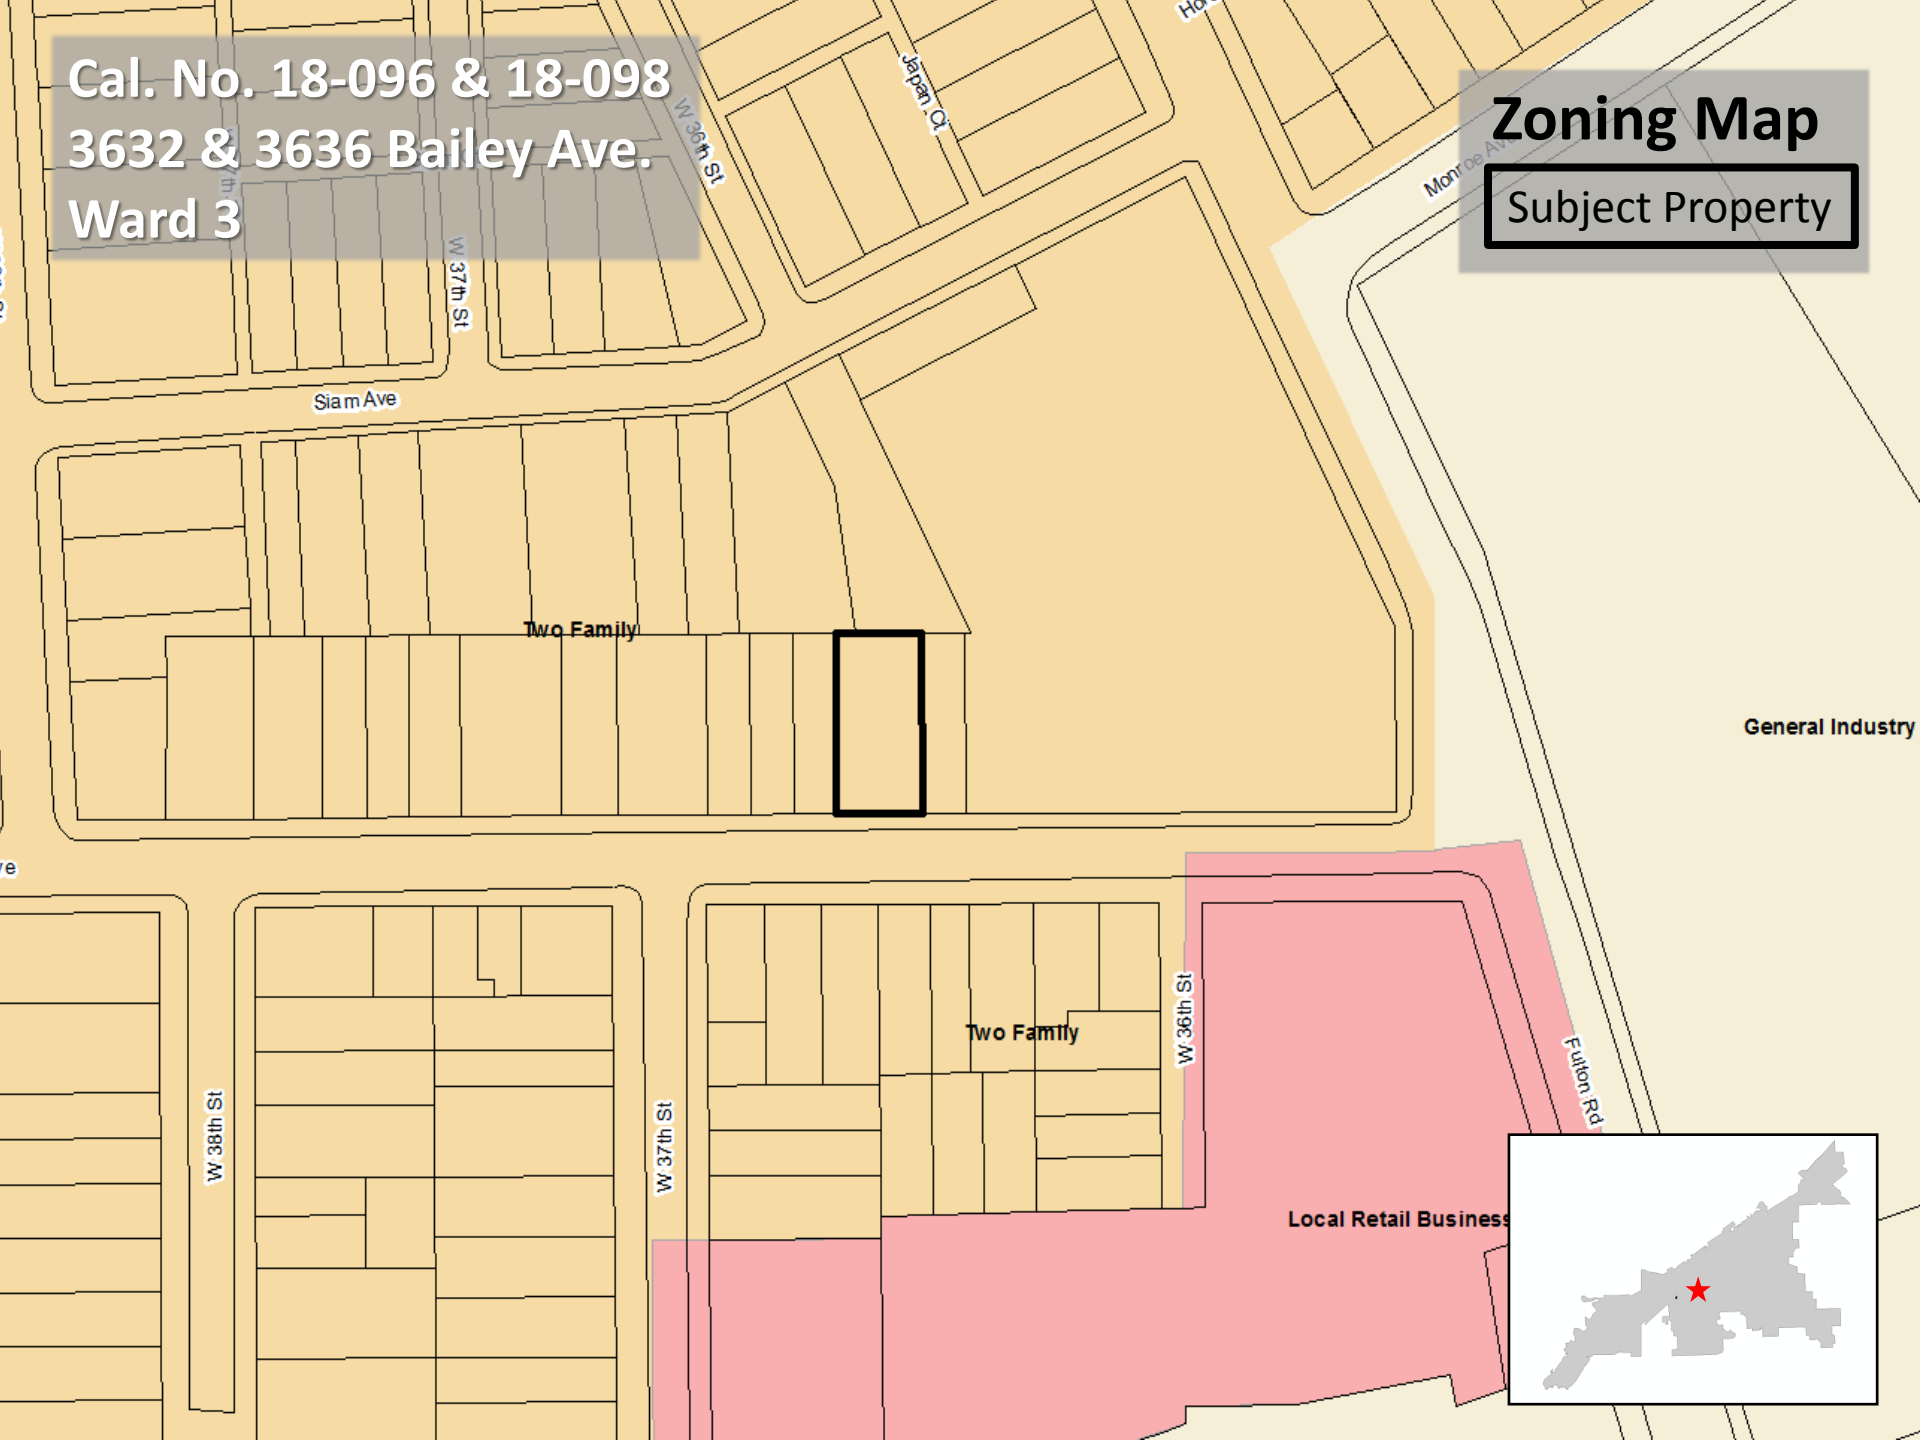 Cal. No. 18-096 & 18-098
3632 & 3636 Bailey Ave.
Ward 3
Zoning Map
Subject Property
Japan Ct
W 36th St
W 37th St
Siam Ave
Two Family
General Industry
W 36th St
Two Family
Fulton Rd
W 38th St
W 37th St
Local Retail Business